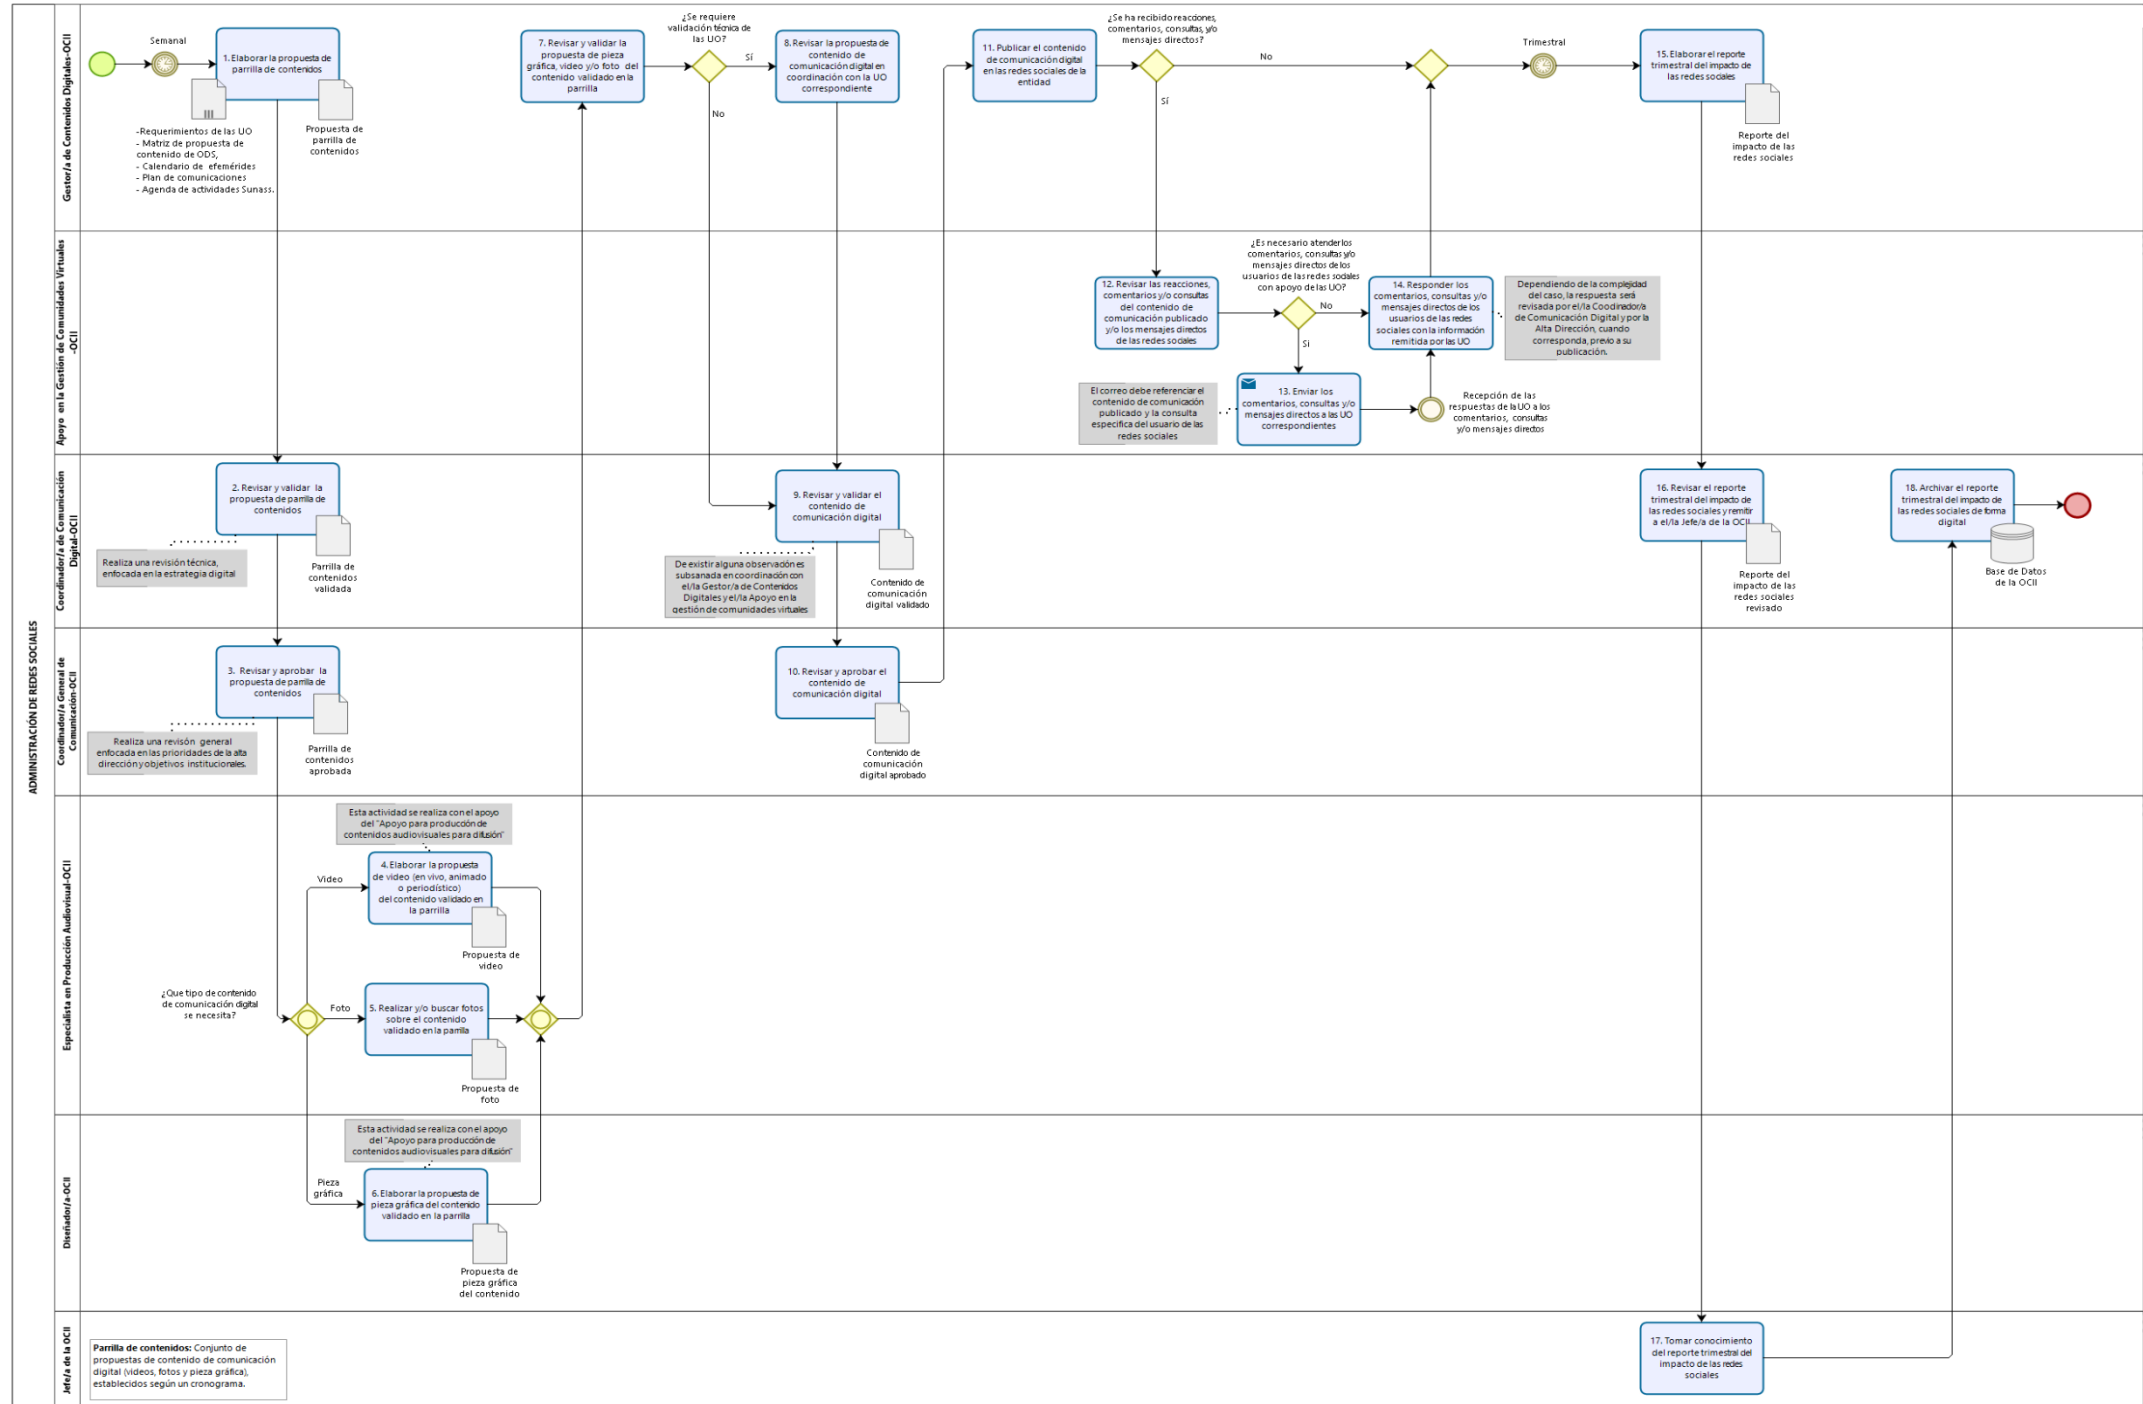 ADMINISTRACIÓN DE REDES SOCIALES
Gestor/a de Contenidos Digitales-OCII
Semanal
1. Elaborar la propuesta de
parrilla de contenidos
-Requerimientos de las UO
- Matriz de propuesta de
contenido de ODS,
- Calendario de efemérides
- Plan de comunicaciones
- Agenda de actividades Sunass.
Propuesta de
parrilla de
contenidos
7. Revisar y validar la
propuesta de pieza
gráfica, video y/o foto del
contenido validado en la
parrilla
¿Se requiere
validación técnica de
las UO?
Sí
No
8. Revisar la propuesta de
contenido de
comunicación digital en
coordinación con la UO
correspondiente
11. Publicar el contenido
de comunicación digital
en las redes sociales de la
entidad
¿Se ha recibido reacciones,
comentarios, consultas, y/o
mensajes directos?
No
Sí
Trimestral
15. Elaborar el reporte
trimestral del impacto de
las redes sociales
Reporte del
impacto de las
redes sociales
Apoyo en la Gestión de Comunidades Virtuales
-OCII
12. Revisar las reacciones,
comentarios y/o consultas
del contenido de
comunicación publicado
y/o los mensajes directos
de las redes sociales
¿Es necesario atender los
comentarios, consultas y/o
mensajes directos de los
usuarios de las redes sociales
con apoyo de las UO?
No
Si
14. Responder los
comentarios, consultas y/o
mensajes directos de los
usuarios de las redes
sociales con la información
remitida por las UO
Dependiendo de la complejidad
del caso, la respuesta será
revisada por el/la Coodinador/a
de Comunicación Digital y por la
Alta Dirección, cuando
corresponda, previo a su
publicación.
El correo debe referenciar el
contenido de comunicación
publicado y la consulta
especifica del usuario de las
redes sociales
13. Enviar los
comentarios, consultas y/o
mensajes directos a las UO
correspondientes
Recepción de las
respuestas de la UO a los
comentarios, consultas
y/o mensajes directos
Coordinador/a de Comunicación
Digital-OCII
2. Revisar y validar la
propuesta de parrilla de
contenidos
Realiza una revisión técnica,
enfocada en la estrategia digital
Parrilla de
contenidos
validada
9. Revisar y validar el
contenido de
comunicación digital
De existir alguna observación es
subsanada en coordinación con
el/la Gestor/a de Contenidos
Digitales y el/la Apoyo en la
gestión de comunidades virtuales
Contenido de
comunicación
digital validado
16. Revisar el reporte
trimestral del impacto de
las redes sociales y remitir
a el/la Jefe/a de la OCII
Reporte del
impacto de las
redes sociales
revisado
18. Archivar el reporte
trimestral del impacto de
las redes sociales de forma
digital
Base de Datos
de la OCII
Coordinador/a General de
Comunicación-OCII
3. Revisar y aprobar la
propuesta de parrilla de
contenidos
Realiza una revisón general
enfocada en las prioridades de la alta
dirección y objetivos institucionales.
Parrilla de
contenidos
aprobada
10. Revisar y aprobar el
contenido de
comunicación digital
Contenido de
comunicación
digital aprobado
Especialista en Producción Audiovisual-OCII
Esta actividad se realiza con el apoyo
del "Apoyo para producción de
contenidos audiovisuales para difusión"
Video
4. Elaborar la propuesta
de video (en vivo, animado
o periodístico)
del contenido validado en
la parrilla
Propuesta de
video
¿Que tipo de contenido
de comunicación digital
se necesita?
Foto
5. Realizar y/o buscar fotos
sobre el contenido
validado en la parrilla
Propuesta de
foto
Diseñador/a-OCII
Esta actividad se realiza con el apoyo
del "Apoyo para producción de
contenidos audiovisuales para difusión"
Pieza
gráfica
6. Elaborar la propuesta de
pieza gráfica del contenido
validado en la parrilla
Propuesta de
pieza gráfica
del contenido
Jefe/a de la OCII
Parrilla de contenidos: Conjunto de
propuestas de contenido de comunicación
digital (videos, fotos y pieza gráfica),
establecidos según un cronograma.
17. Tomar conocimiento
del reporte trimestral del
impacto de las redes
sociales